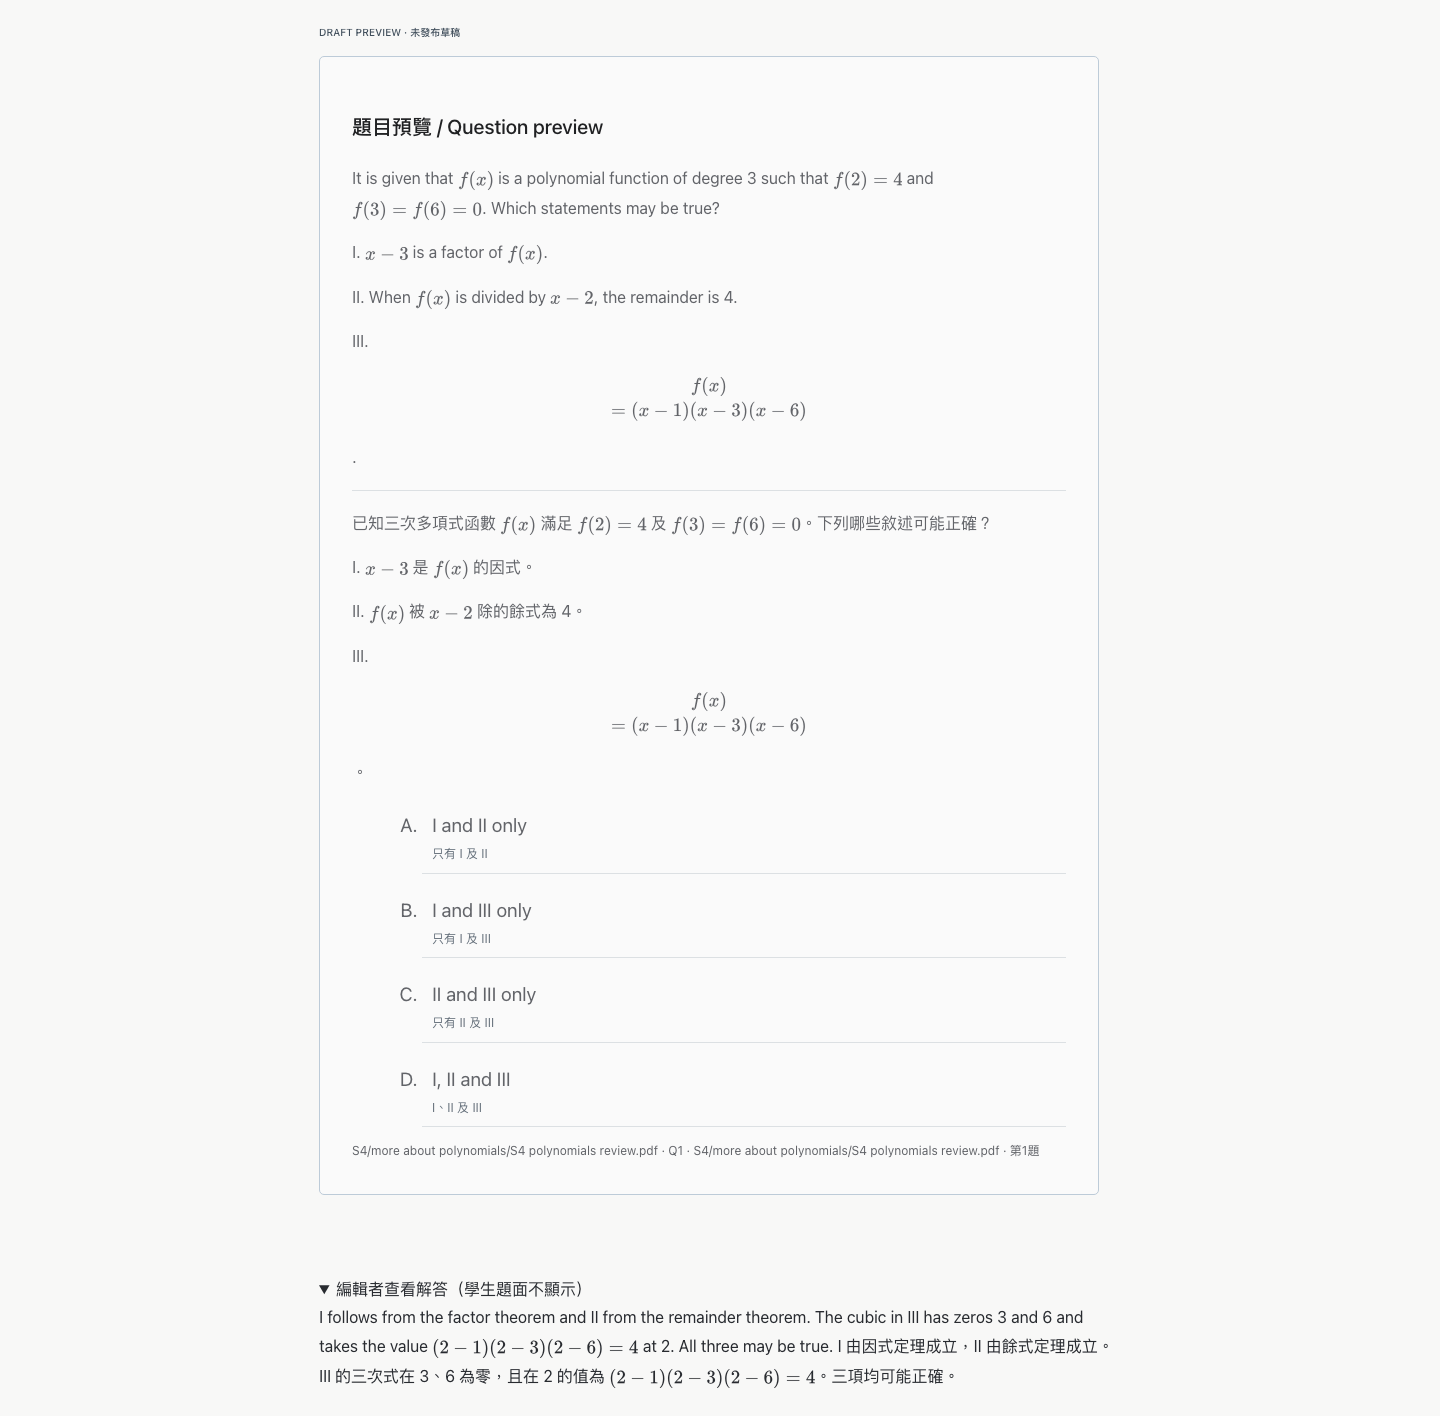 DRAFT PREVIEW · 未發布草稿
題目預覽 / Question preview
It is given that f(x) is a polynomial function of degree 3 such that f(2) = 4 and
f(3) = f(6) = 0. Which statements may be true?
I. x − 3 is a factor of f(x).
II. When f(x) is divided by x − 2, the remainder is 4.
III.
f(x)
= (x − 1)(x − 3)(x − 6)
.
已知三次多項式函數 f(x) 滿足 f(2) = 4 及 f(3) = f(6) = 0。下列哪些敘述可能正確？
I. x − 3 是 f(x) 的因式。
II. f(x) 被 x − 2 除的餘式為 4。
III.
f(x)
= (x − 1)(x − 3)(x − 6)
。
A. I and II only
只有 I 及 II
B. I and III only
只有 I 及 III
C. II and III only
只有 II 及 III
D. I, II and III
I、II 及 III
S4/more about polynomials/S4 polynomials review.pdf · Q1 · S4/more about polynomials/S4 polynomials review.pdf · 第1題
▼ 編輯者查看解答（學生題面不顯示）
I follows from the factor theorem and II from the remainder theorem. The cubic in III has zeros 3 and 6 and
takes the value (2 − 1)(2 − 3)(2 − 6) = 4 at 2. All three may be true. I 由因式定理成立，II 由餘式定理成立。
III 的三次式在 3、6 為零，且在 2 的值為 (2 − 1)(2 − 3)(2 − 6) = 4。三項均可能正確。